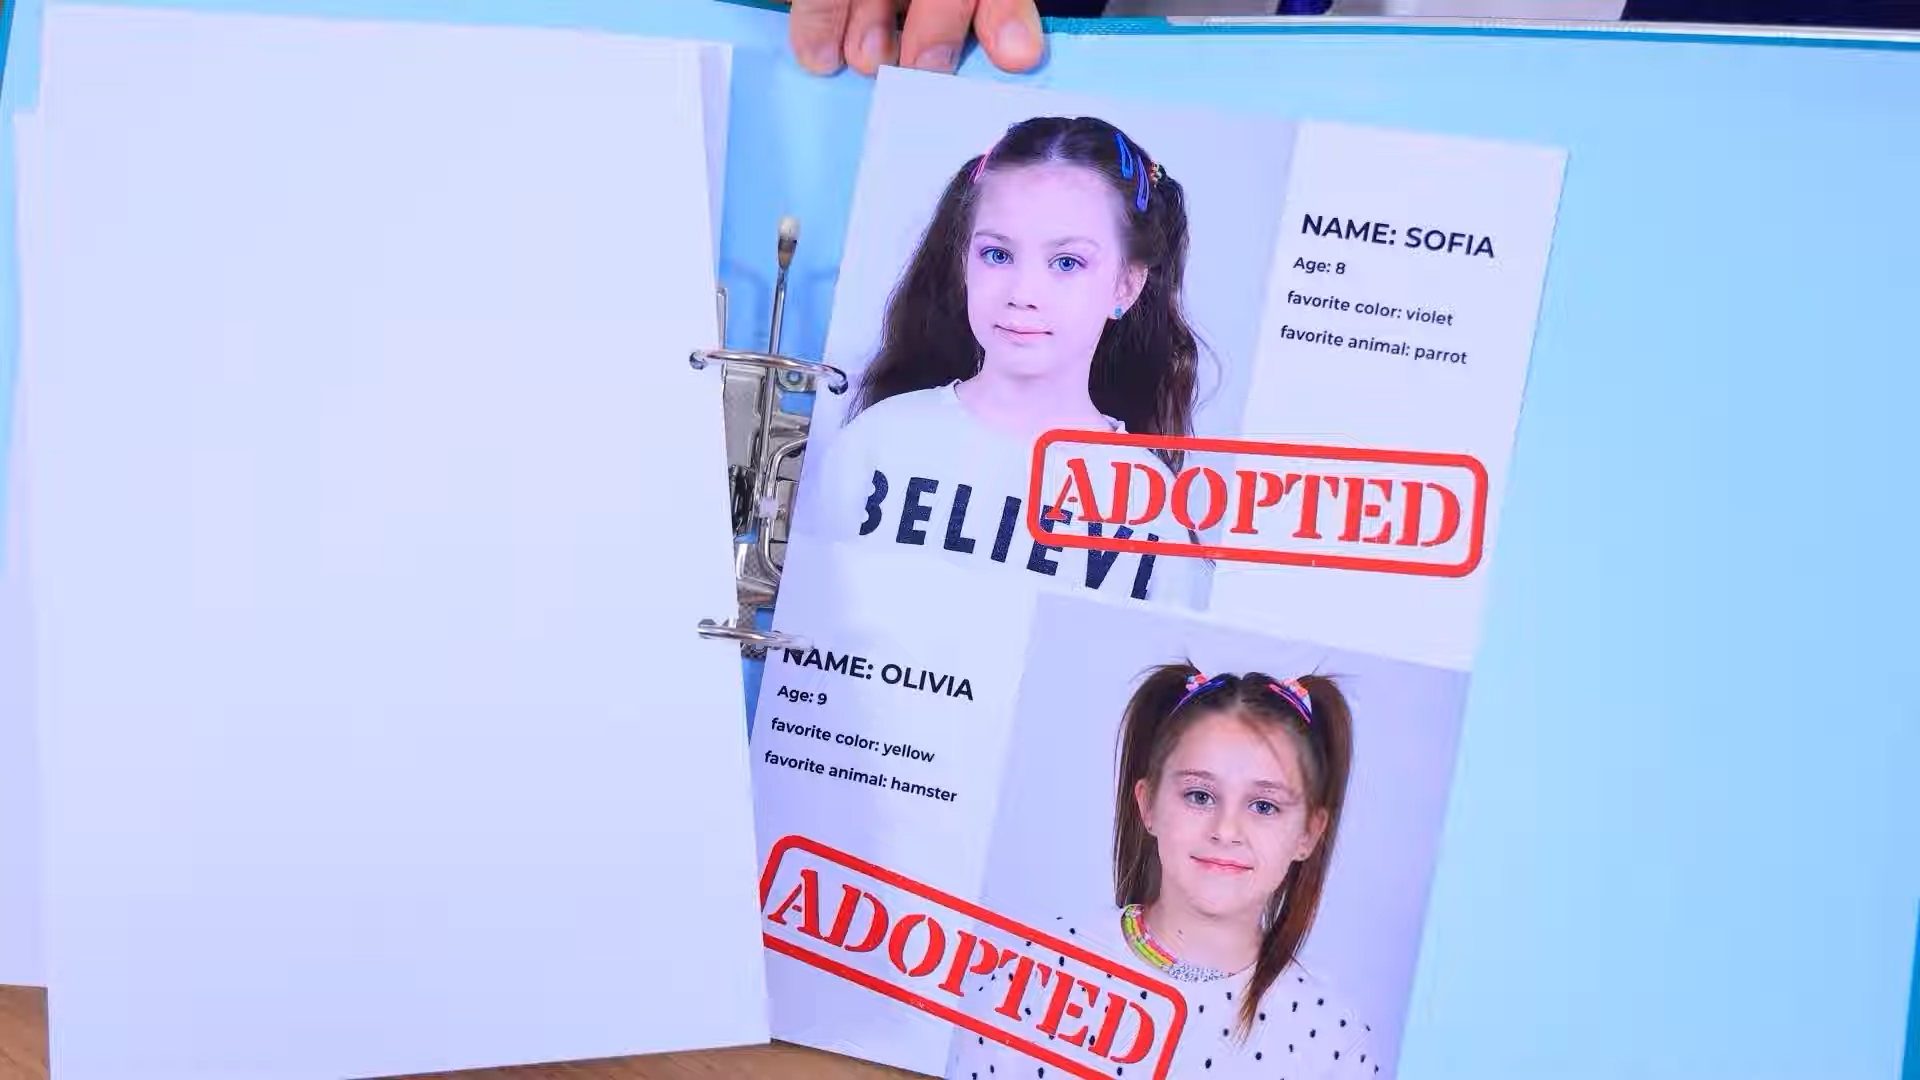 NAME: SOFIA
Age: 8
favorite color: violet
favorite animal: parrot
BELIEVE
ADOPTED
NAME: OLIVIA
Age: 9
favorite color: yellow
favorite animal: hamster
ADOPTED